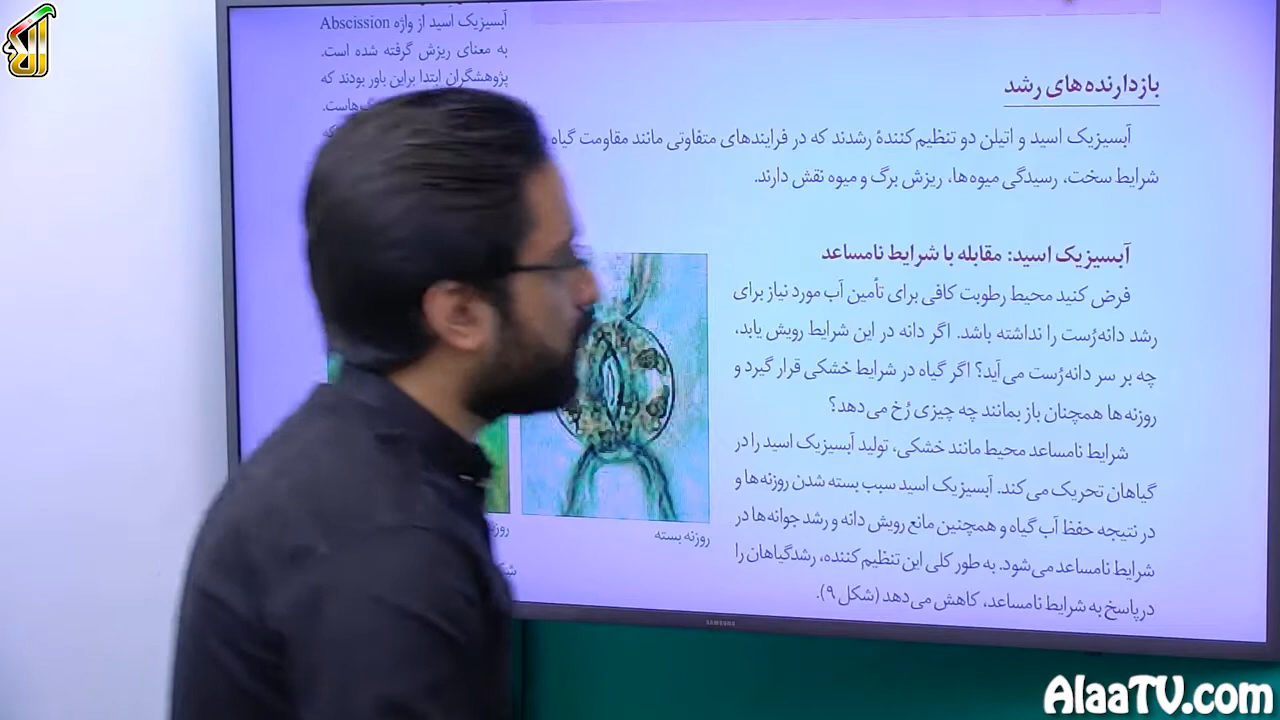 بازدارنده‌های رشد
آبسیزیک اسید و اتیلن دو تنظیم‌کنندهٔ رشدند که در فرایندهای متفاوتی مانند مقاومت گیاه
شرایط سخت، رسیدگی میوه‌ها، ریزش برگ و میوه نقش دارند.
آبسیزیک اسید: مقابله با شرایط نامساعد
فرض کنید محیط رطوبت کافی برای تأمین آب مورد نیاز برای
رشد دانه‌رُست را نداشته باشد. اگر دانه در این شرایط رویش یابد،
چه بر سر دانه‌رُست می‌آید؟ اگر گیاه در شرایط خشکی قرار گیرد و
روزنه‌ها همچنان باز بمانند چه چیزی رُخ می‌دهد؟
شرایط نامساعد محیط مانند خشکی، تولید آبسیزیک اسید را در
گیاهان تحریک می‌کند. آبسیزیک اسید سبب بسته شدن روزنه‌ها و
در نتیجه حفظ آب گیاه و همچنین مانع رویش دانه و رشد جوانه‌ها در
شرایط نامساعد می‌شود. به طور کلی این تنظیم‌کننده، رشدگیاهان را
در پاسخ به شرایط نامساعد، کاهش می‌دهد (شکل ۹).
آبسیزیک اسید از واژه Abscission
به معنای ریزش گرفته شده است.
پژوهشگران ابتدا براین باور بودند که
روزنه بسته
SAMSUNG
آلاء
AlaaTV.com